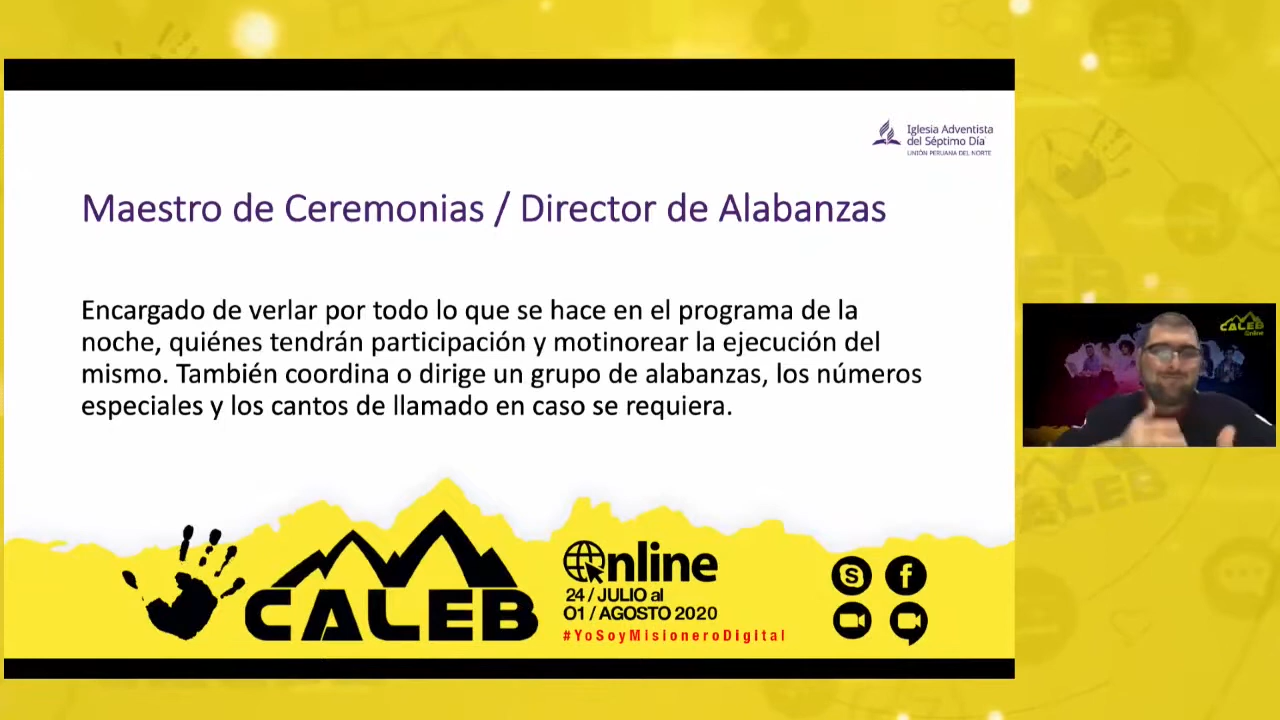 Iglesia Adventista
del Séptimo Día
UNIÓN PERUANA DEL NORTE
Maestro de Ceremonias / Director de Alabanzas
Encargado de verlar por todo lo que se hace en el programa de la
noche, quiénes tendrán participación y motinorear la ejecución del
mismo. También coordina o dirige un grupo de alabanzas, los números
especiales y los cantos de llamado en caso se requiera.
CALEB
Online
CALEB
Online
24 / JULIO al
01 / AGOSTO 2020
#YoSoyMisioneroDigital
CALEB